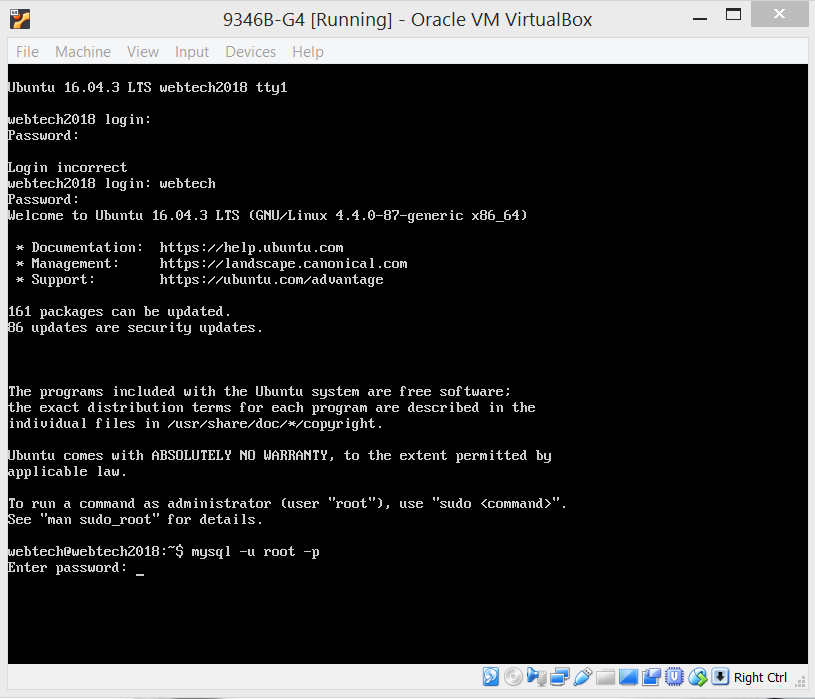 9346B-G4 [Running] - Oracle VM VirtualBox
File Machine View Input Devices Help
Ubuntu 16.04.3 LTS webtech2018 tty1
webtech2018 login:
Password:
Login incorrect
webtech2018 login: webtech
Password:
Welcome to Ubuntu 16.04.3 LTS (GNU/Linux 4.4.0-87-generic x86_64)
* Documentation: https://help.ubuntu.com
* Management: https://landscape.canonical.com
* Support: https://ubuntu.com/advantage
161 packages can be updated.
86 updates are security updates.
The programs included with the Ubuntu system are free software;
the exact distribution terms for each program are described in the
individual files in /usr/share/doc/*/copyright.
Ubuntu comes with ABSOLUTELY NO WARRANTY, to the extent permitted by
applicable law.
To run a command as administrator (user "root"), use "sudo <command>".
See "man sudo_root" for details.
webtech@webtech2018:~$ mysql -u root -p
Enter password: _
Right Ctrl